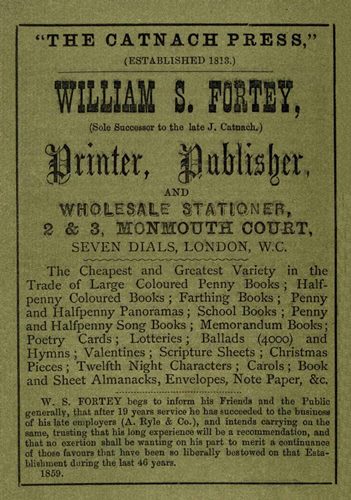 "THE CATNACH PRESS,"
(ESTABLISHED 1813.)
WILLIAM S. FORTEY,
(Sole Successor to the late J. Catnach.)
Printer, Publisher,
AND
WHOLESALE STATIONER,
2 & 3, MONMOUTH COURT,
SEVEN DIALS, LONDON, W.C.
The Cheapest and Greatest Variety in the
Trade of Large Coloured Penny Books ; Half-
penny Coloured Books ; Farthing Books ; Penny
and Halfpenny Panoramas ; School Books ; Penny
and Halfpenny Song Books ; Memorandum Books ;
Poetry Cards ; Lotteries ; Ballads (4000) and
Hymns ; Valentines ; Scripture Sheets ; Christmas
Pieces ; Twelfth Night Characters ; Carols ; Book
and Sheet Almanacks, Envelopes, Note Paper, &c.
W. S. FORTEY begs to inform his Friends and the Public
generally, that after 19 years service he has succeeded to the business
of his late employers (A. Ryle & Co.), and intends carrying on the
same, trusting that his long experience will be a recommendation, and
that no exertion shall be wanting on his part to merit a continuance
of those favours that have been so liberally bestowed on that Esta-
blishment during the last 46 years.
1859.